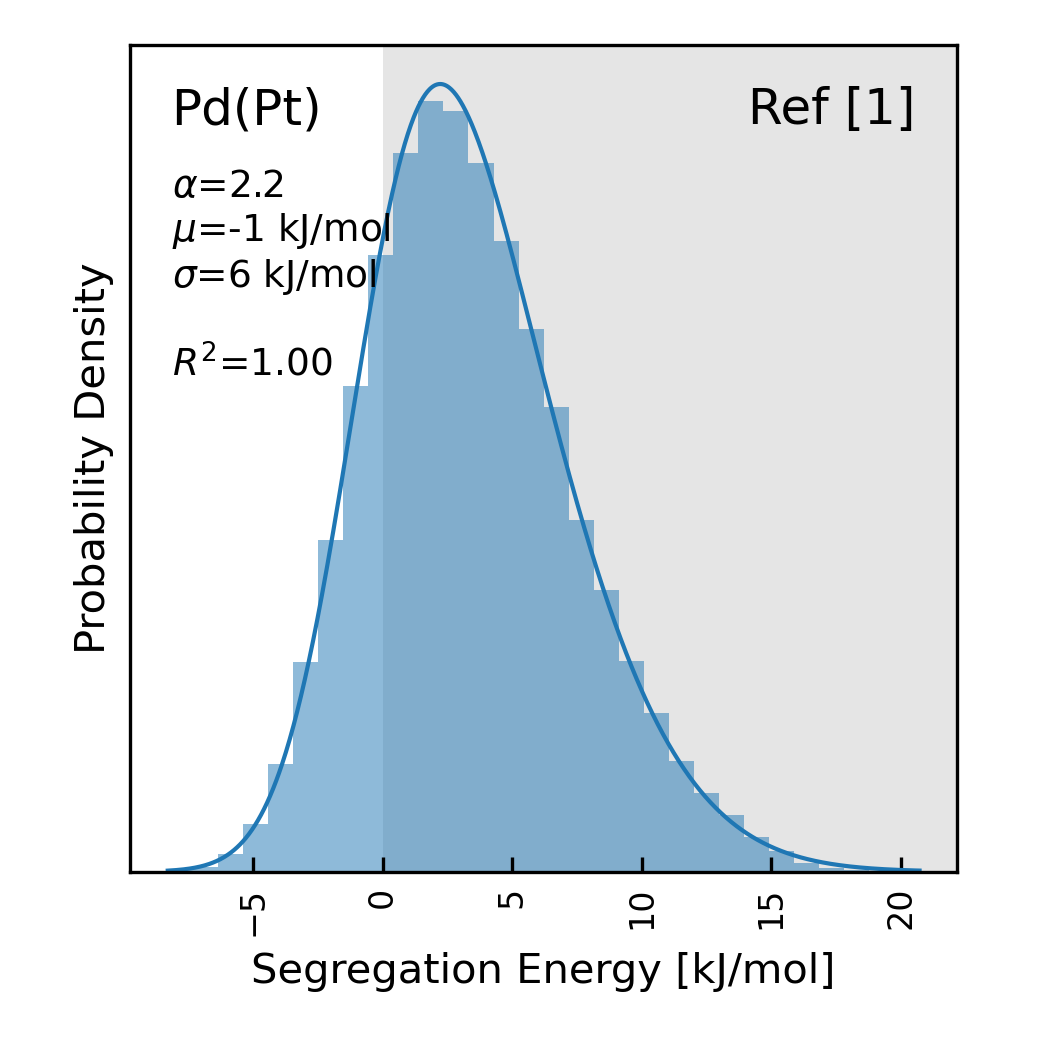 Pd(Pt)
Ref [1]
α=2.2
μ=-1 kJ/mol
σ=6 kJ/mol
R²=1.00
Probability Density
−5
0
5
10
15
20
Segregation Energy [kJ/mol]